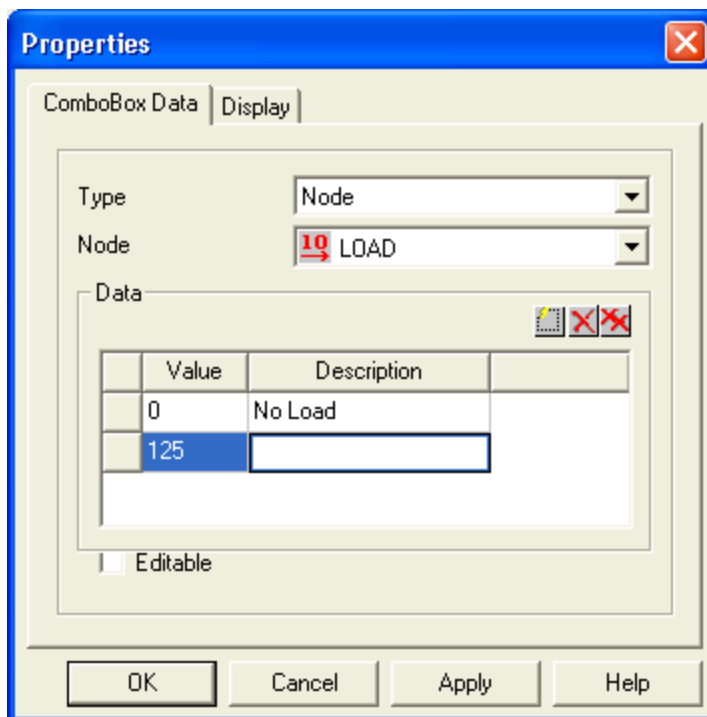 Properties
ComboBox Data Display
Type Node
Node 10 LOAD
Data
Value Description
0 No Load
125
Editable
OK Cancel Apply Help